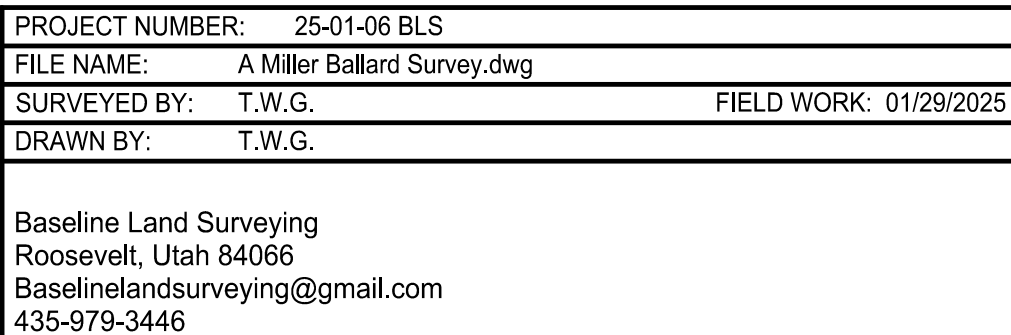 PROJECT NUMBER: 25-01-06 BLS
FILE NAME: A Miller Ballard Survey.dwg
SURVEYED BY: T.W.G. FIELD WORK: 01/29/2025
DRAWN BY: T.W.G.
Baseline Land Surveying
Roosevelt, Utah 84066
Baselinelandsurveying@gmail.com
435-979-3446